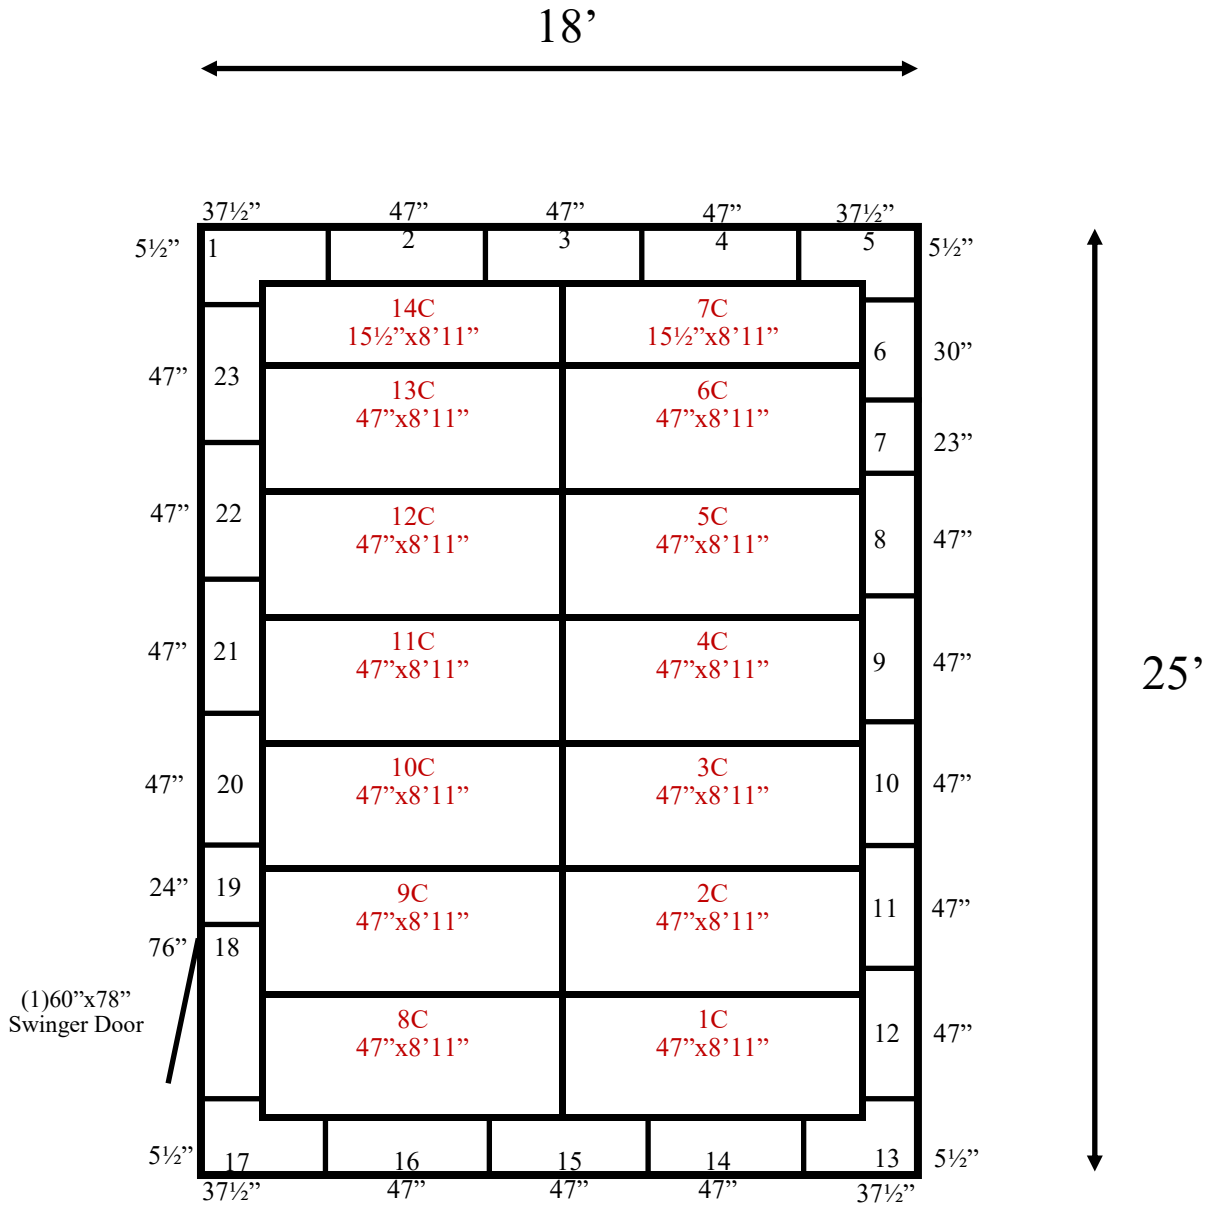 18’
37½” 47” 47” 47” 37½”
5½” 1 2 3 4 5 5½”
14C 7C
15½”x8’11” 15½”x8’11”
6 30”
47” 23
13C 6C
47”x8’11” 47”x8’11”
7 23”
47” 22
12C 5C
47”x8’11” 47”x8’11”
8 47”
47” 21
11C 4C
47”x8’11” 47”x8’11”
9 47”
25’
47” 20
10C 3C
47”x8’11” 47”x8’11”
10 47”
24” 19
9C 2C
47”x8’11” 47”x8’11”
11 47”
76” 18
(1)60”x78”
Swinger Door
8C 1C
47”x8’11” 47”x8’11”
12 47”
5½” 17 16 15 14 13 5½”
37½” 47” 47” 47” 37½”